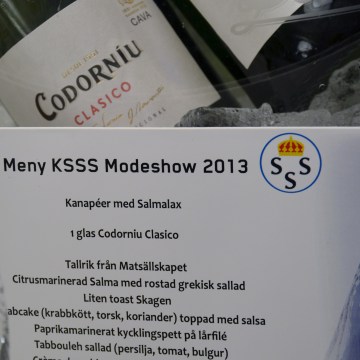 CAVA
CODORNÍU
CLASICO
Meny KSSS Modeshow 2013
S S
S
Kanapéer med Salmalax
1 glas Codorniu Clasico
Tallrik från Matsällskapet
Citrusmarinerad Salma med rostad grekisk sallad
Liten toast Skagen
abcake (krabbkött, torsk, koriander) toppad med salsa
Paprikamarinerat kycklingspett på lårfilé
Tabbouleh sallad (persilja, tomat, bulgur)